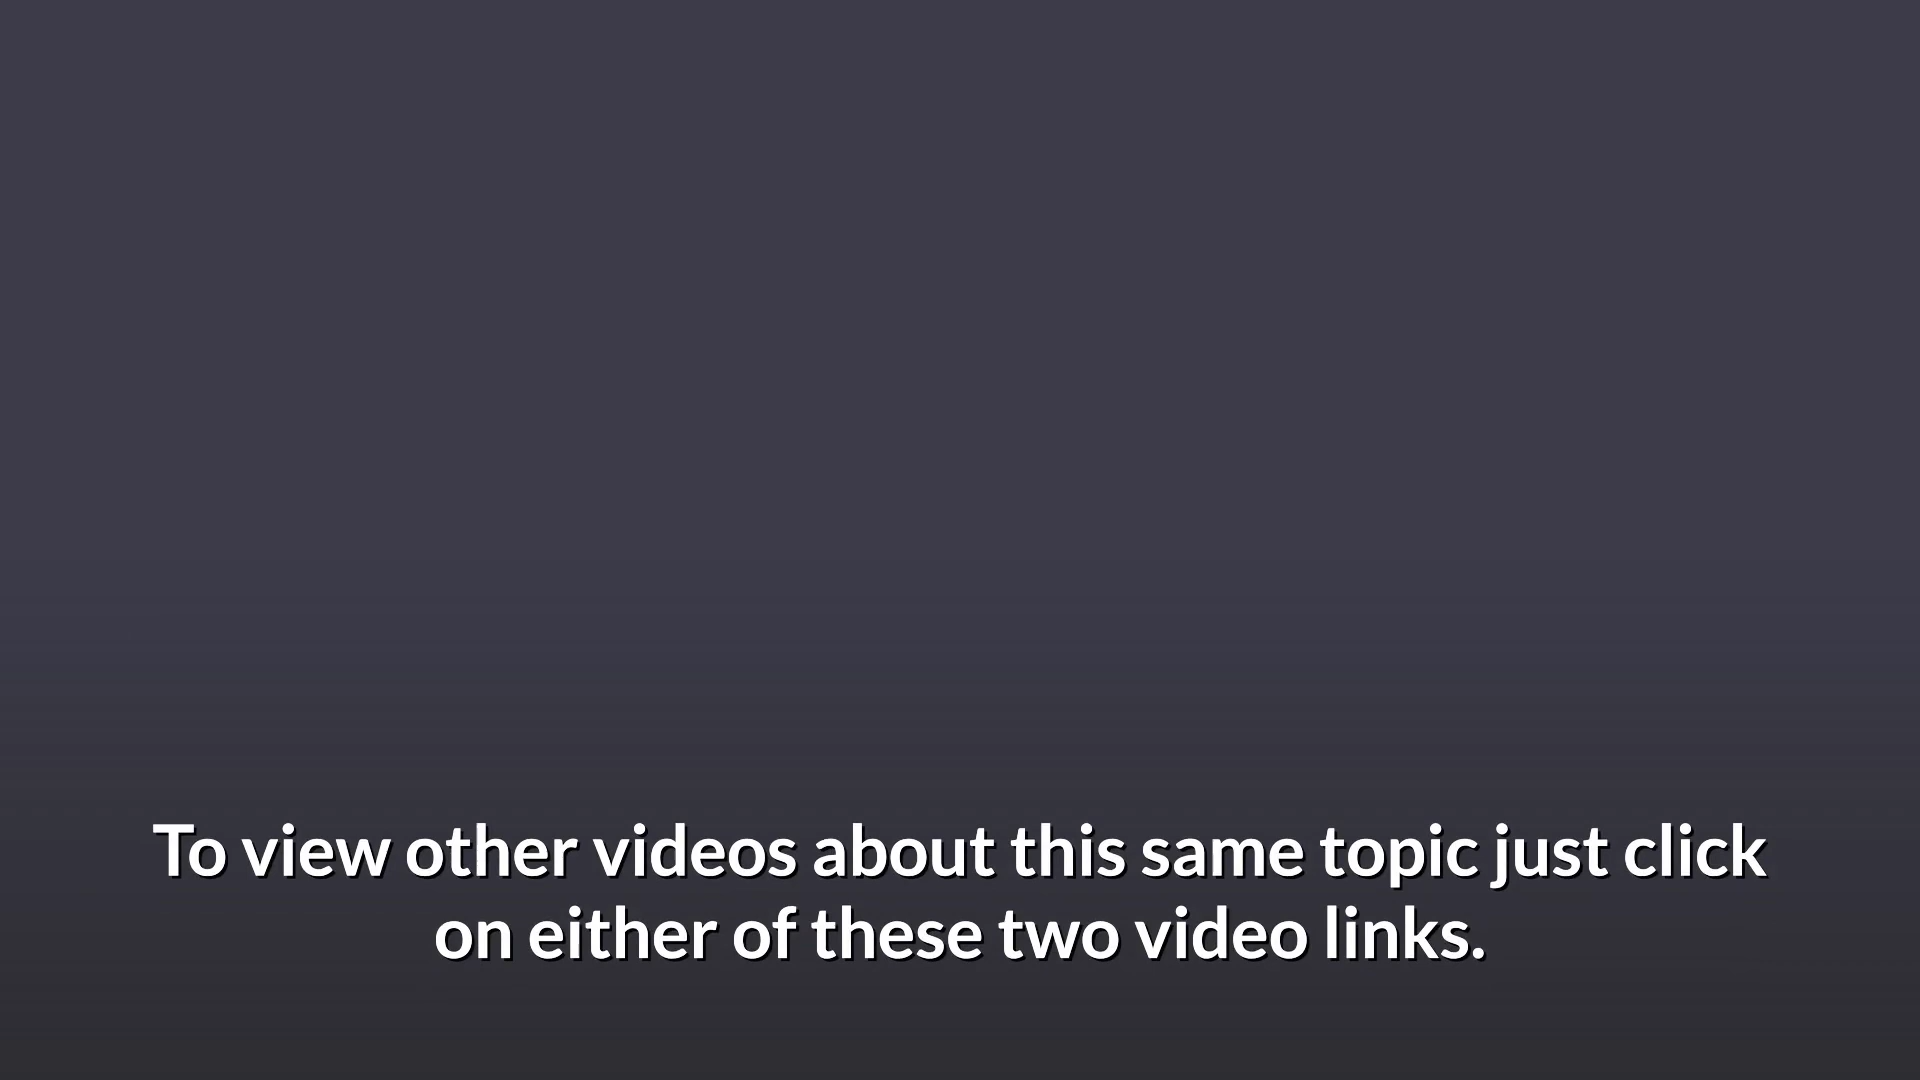 To view other videos about this same topic just click
on either of these two video links.